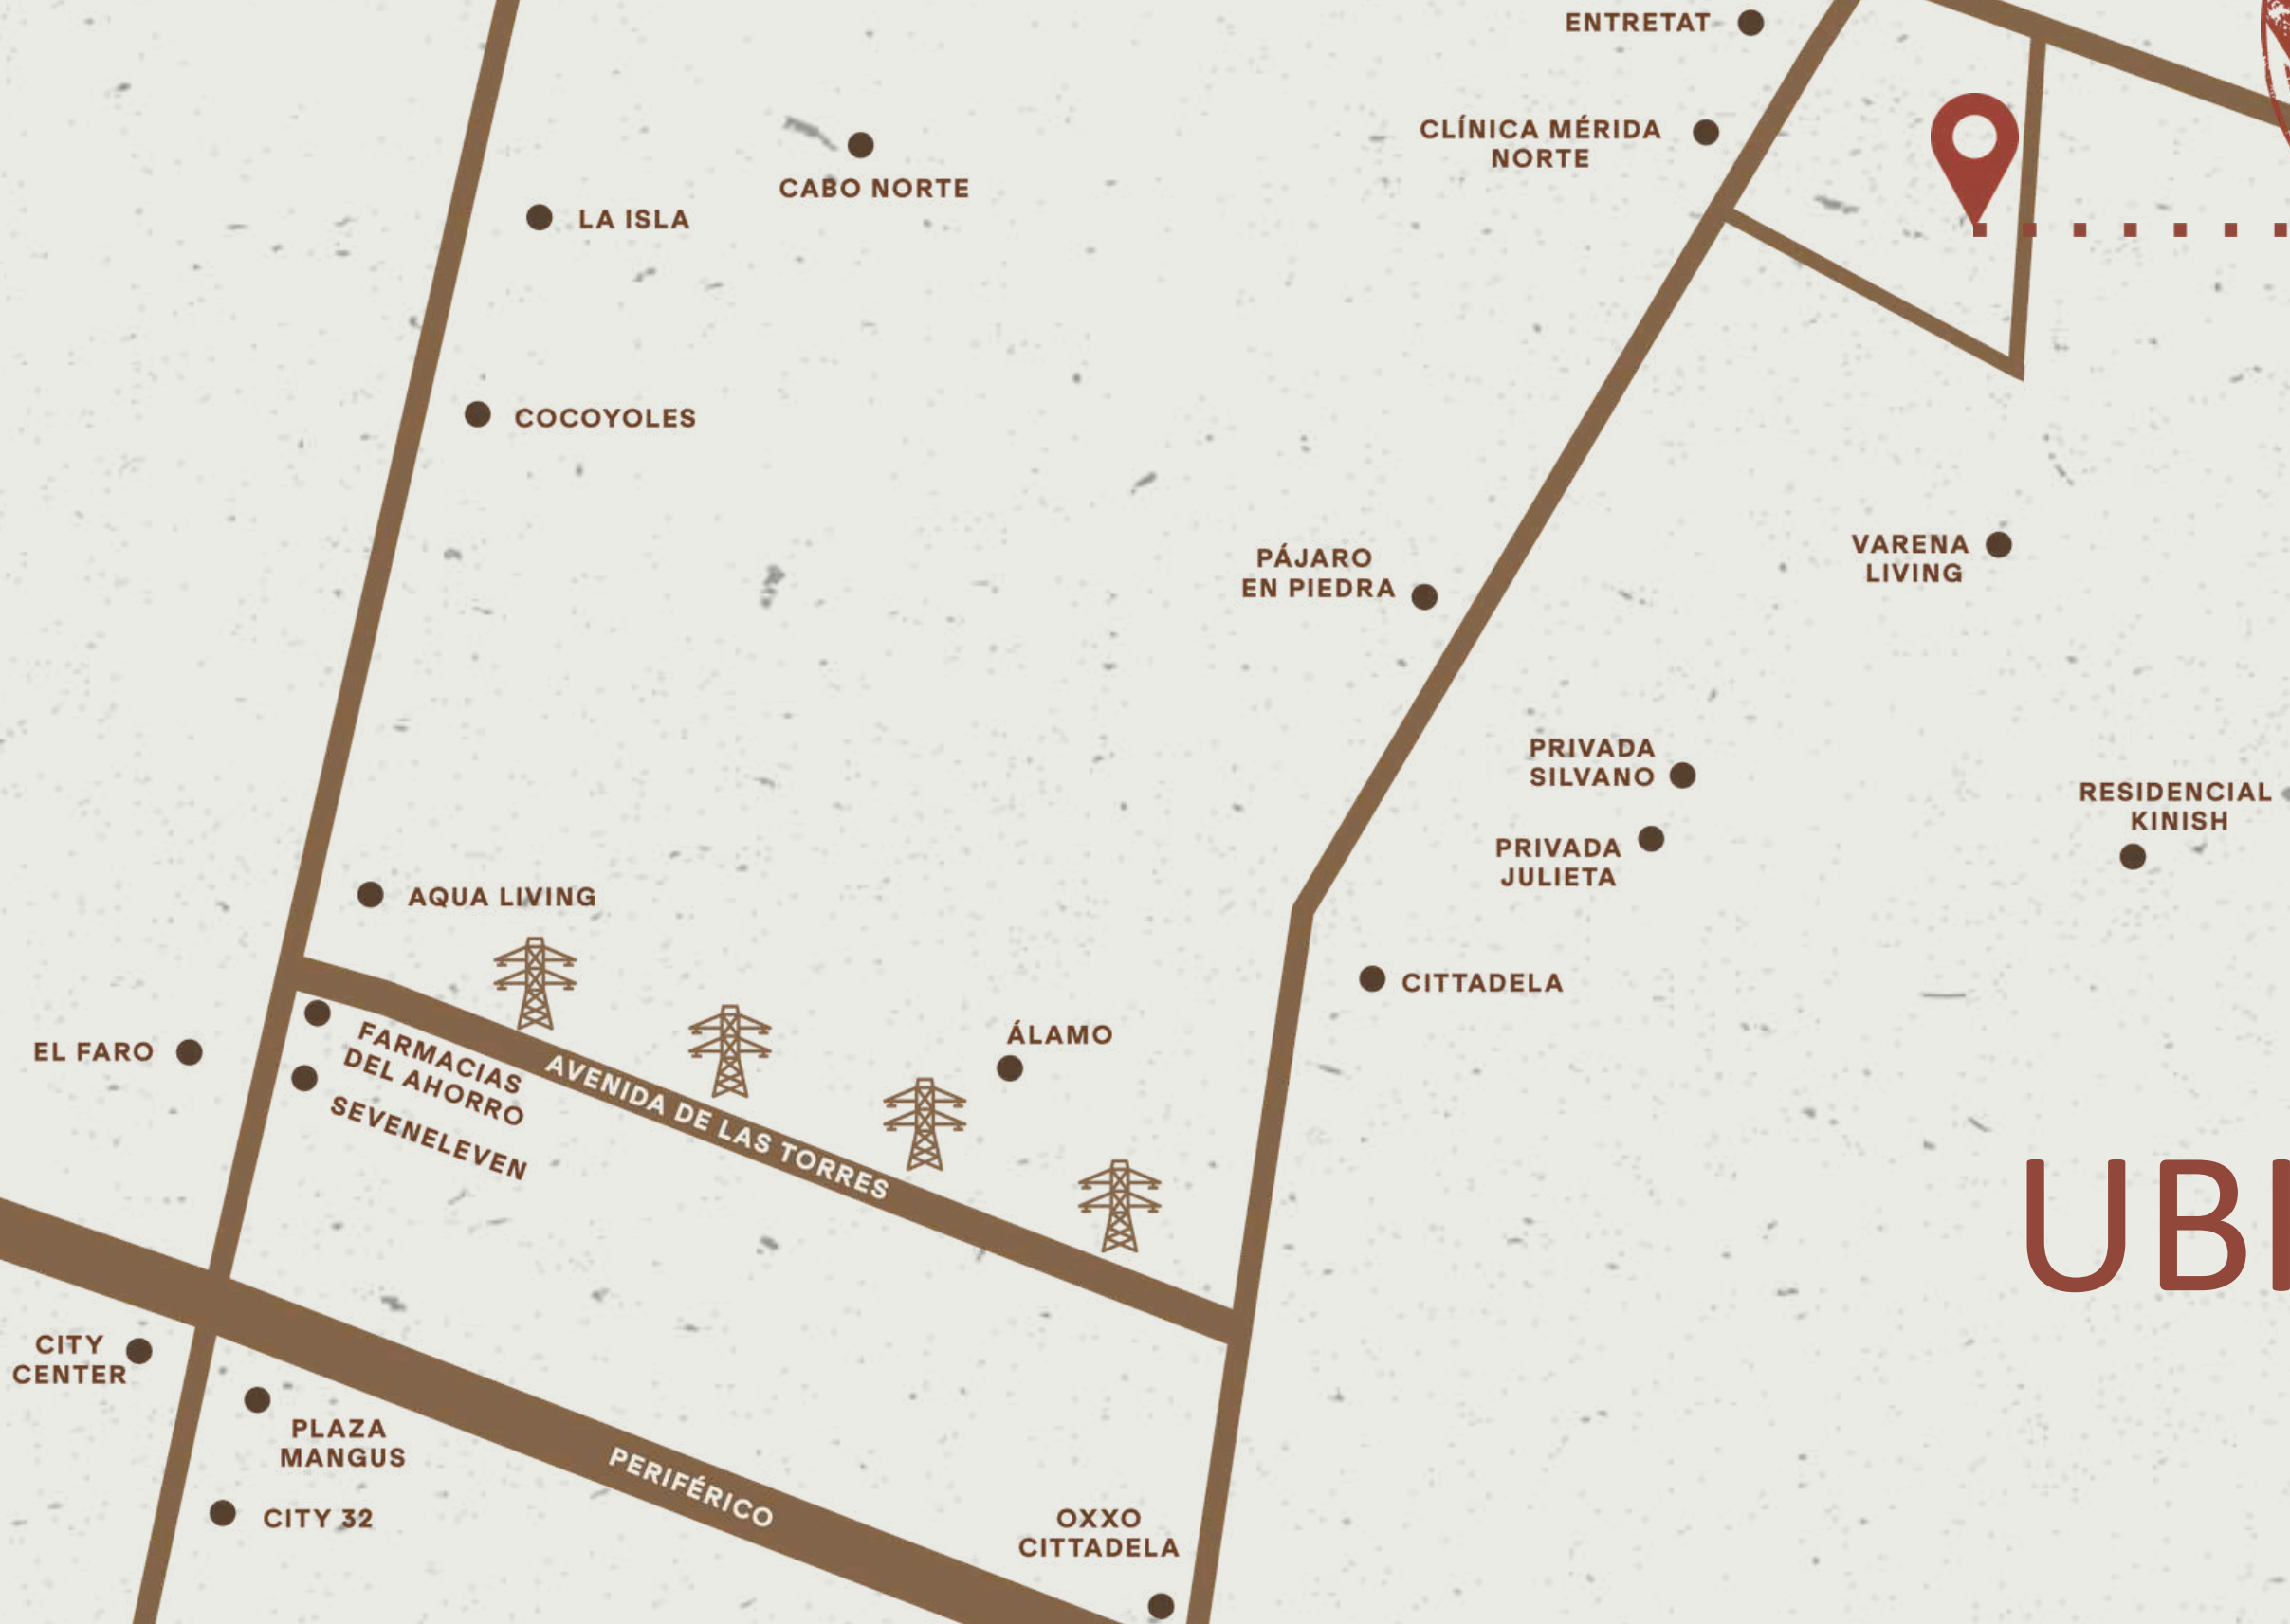 ENTRETAT
CLÍNICA MÉRIDA
NORTE
CABO NORTE
LA ISLA
COCOYOLES
PÁJARO
EN PIEDRA
VARENA
LIVING
PRIVADA
SILVANO
RESIDENCIAL
KINISH
PRIVADA
JULIETA
AQUA LIVING
CITTADELA
ÁLAMO
EL FARO
FARMACIAS
DEL AHORRO
SEVENELEVEN
AVENIDA DE LAS TORRES
CITY
CENTER
PLAZA
MANGUS
CITY 32
PERIFÉRICO
OXXO
CITTADELA